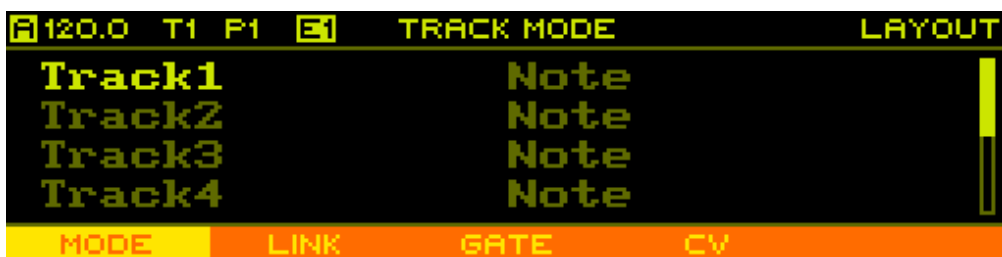 A 120.0 T1 P1 E1 TRACK MODE LAYOUT
Track1 Note
Track2 Note
Track3 Note
Track4 Note
MODE LINK GATE CV